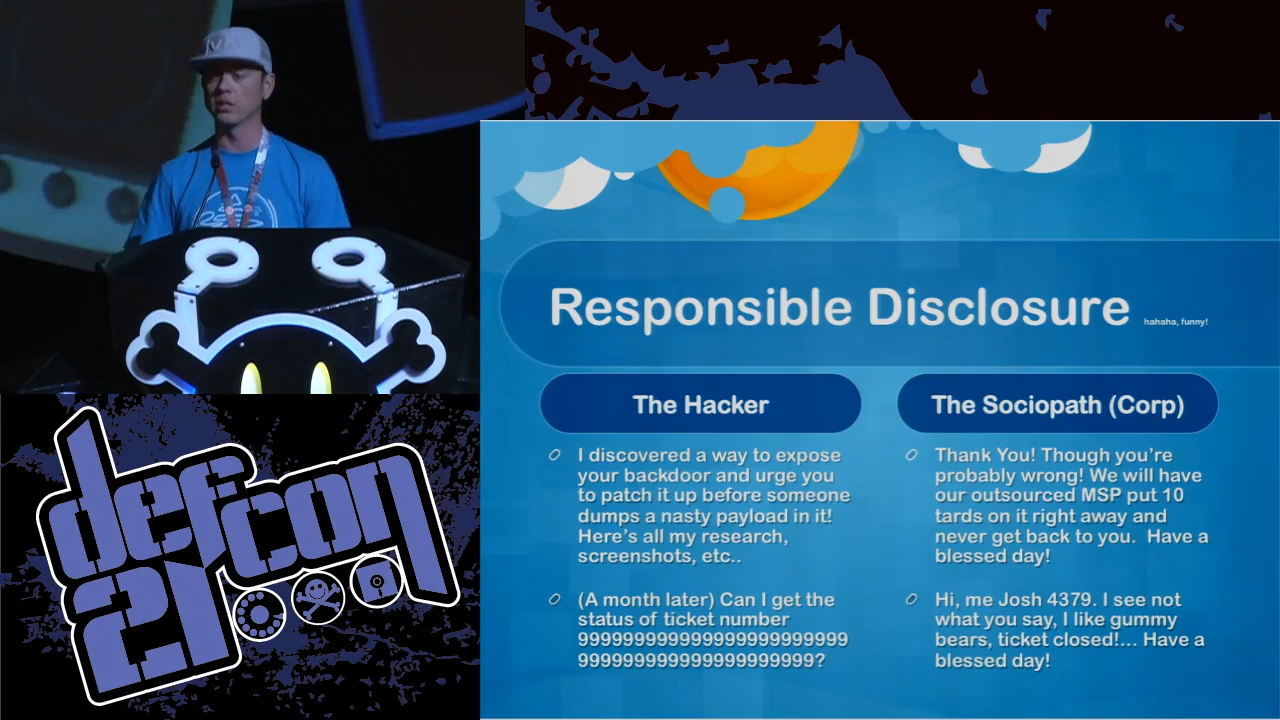 Responsible Disclosure hahaha, funny!
The Hacker
I discovered a way to expose
your backdoor and urge you
to patch it up before someone
dumps a nasty payload in it!
Here's all my research,
screenshots, etc..
(A month later) Can I get the
status of ticket number
99999999999999999999999999
9999999999999999999999?
The Sociopath (Corp)
Thank You! Though you're
probably wrong! We will have
our outsourced MSP put 10
tards on it right away and
never get back to you.  Have a
blessed day!
Hi, me Josh 4379. I see not
what you say, I like gummy
bears, ticket closed!... Have a
blessed day!
defcon
21